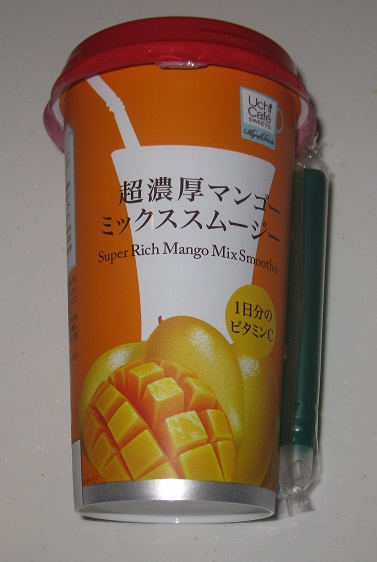 Uchi
Café
SWEETS
超濃厚マンゴー
ミックススムージー
Super Rich Mango Mix Smoothie
1日分の
ビタミンC